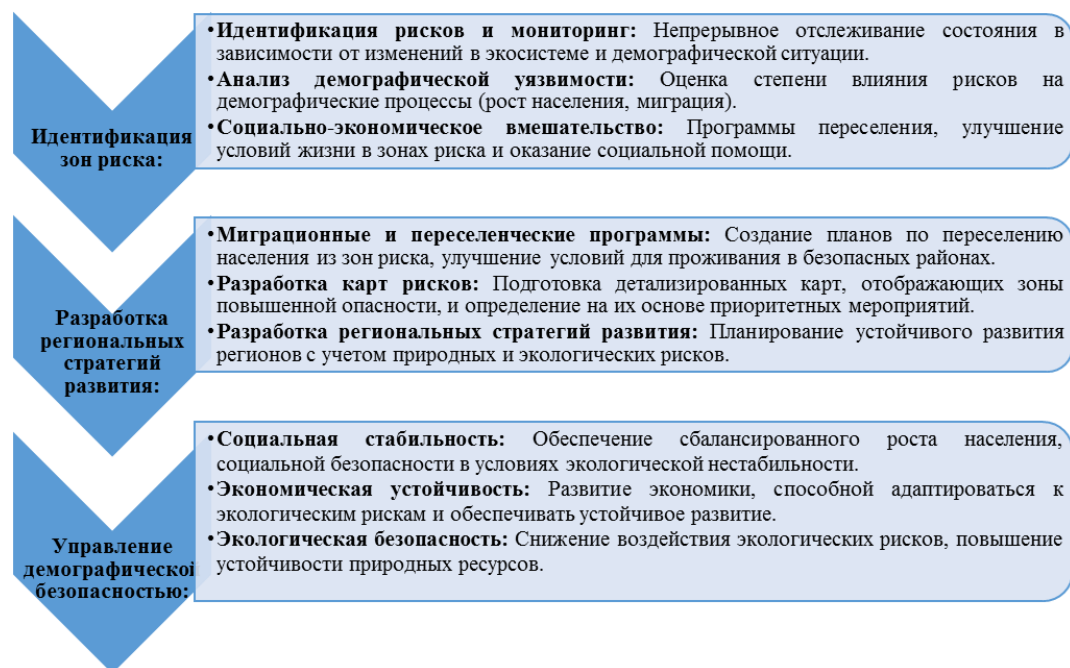 Идентификация
зон риска:
•Идентификация рисков и мониторинг: Непрерывное отслеживание состояния в
зависимости от изменений в экосистеме и демографической ситуации.
•Анализ демографической уязвимости: Оценка степени влияния рисков на
демографические процессы (рост населения, миграция).
•Социально-экономическое вмешательство: Программы переселения, улучшение
условий жизни в зонах риска и оказание социальной помощи.
Разработка
региональных
стратегий
развития:
•Миграционные и переселенческие программы: Создание планов по переселению
населения из зон риска, улучшение условий для проживания в безопасных районах.
•Разработка карт рисков: Подготовка детализированных карт, отображающих зоны
повышенной опасности, и определение на их основе приоритетных мероприятий.
•Разработка региональных стратегий развития: Планирование устойчивого развития
регионов с учетом природных и экологических рисков.
Управление
демографической
безопасностью:
•Социальная стабильность: Обеспечение сбалансированного роста населения,
социальной безопасности в условиях экологической нестабильности.
•Экономическая устойчивость: Развитие экономики, способной адаптироваться к
экологическим рискам и обеспечивать устойчивое развитие.
•Экологическая безопасность: Снижение воздействия экологических рисков, повышение
устойчивости природных ресурсов.